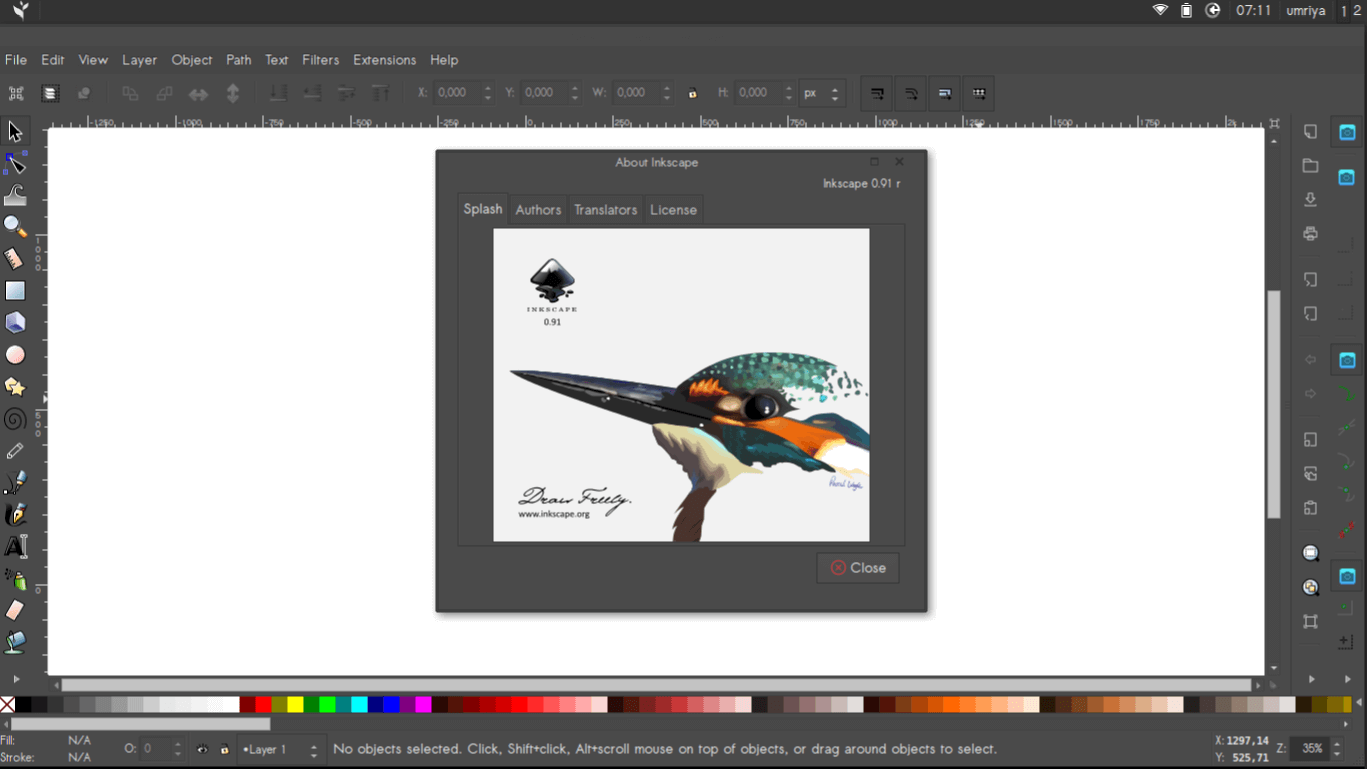 07:11 umriya 1 2
File Edit View Layer Object Path Text Filters Extensions Help
X: 0,000 Y: 0,000 W: 0,000 H: 0,000 px
-1250 -1000 -750 -500 -250 0 250 500 750 1000 1250 1500 1750 2k
About Inkscape
Inkscape 0.91 r
Splash Authors Translators License
INKSCAPE
0.91
1000
500
0
Draw Freely.
www.inkscape.org
Close
Fill: N/A
Stroke: N/A
O: 0
•Layer 1
No objects selected. Click, Shift+click, Alt+scroll mouse on top of objects, or drag around objects to select.
X: 1297,14
Y: 525,71
Z: 35%